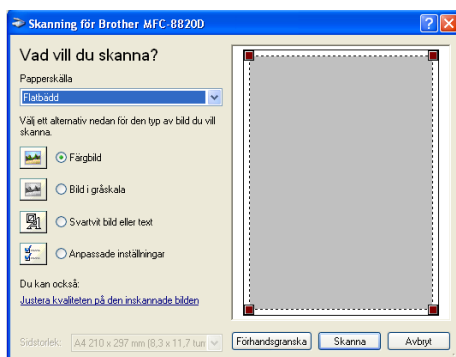 Skanning för Brother MFC-8820D
Vad vill du skanna?
Papperskälla
Flatbädd
Välj ett alternativ nedan för den typ av bild du vill
skanna.
Färgbild
Bild i gråskala
Svartvit bild eller text
Anpassade inställningar
Du kan också:
Justera kvaliteten på den inskannade bilden
Sidstorlek:
A4 210 x 297 mm (8,3 x 11,7 tum
Förhandsgranska
Skanna
Avbryt